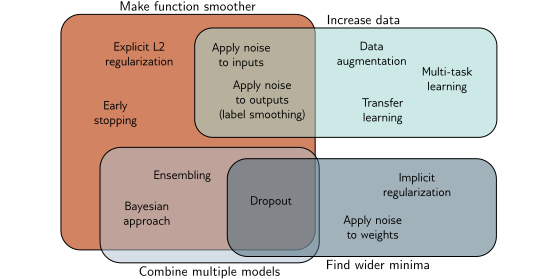 Make function smoother
Increase data
Explicit L2
regularization
Apply noise
to inputs
Data
augmentation
Multi-task
learning
Apply noise
to outputs
(label smoothing)
Early
stopping
Transfer
learning
Ensembling
Bayesian
approach
Dropout
Implicit
regularization
Apply noise
to weights
Combine multiple models
Find wider minima